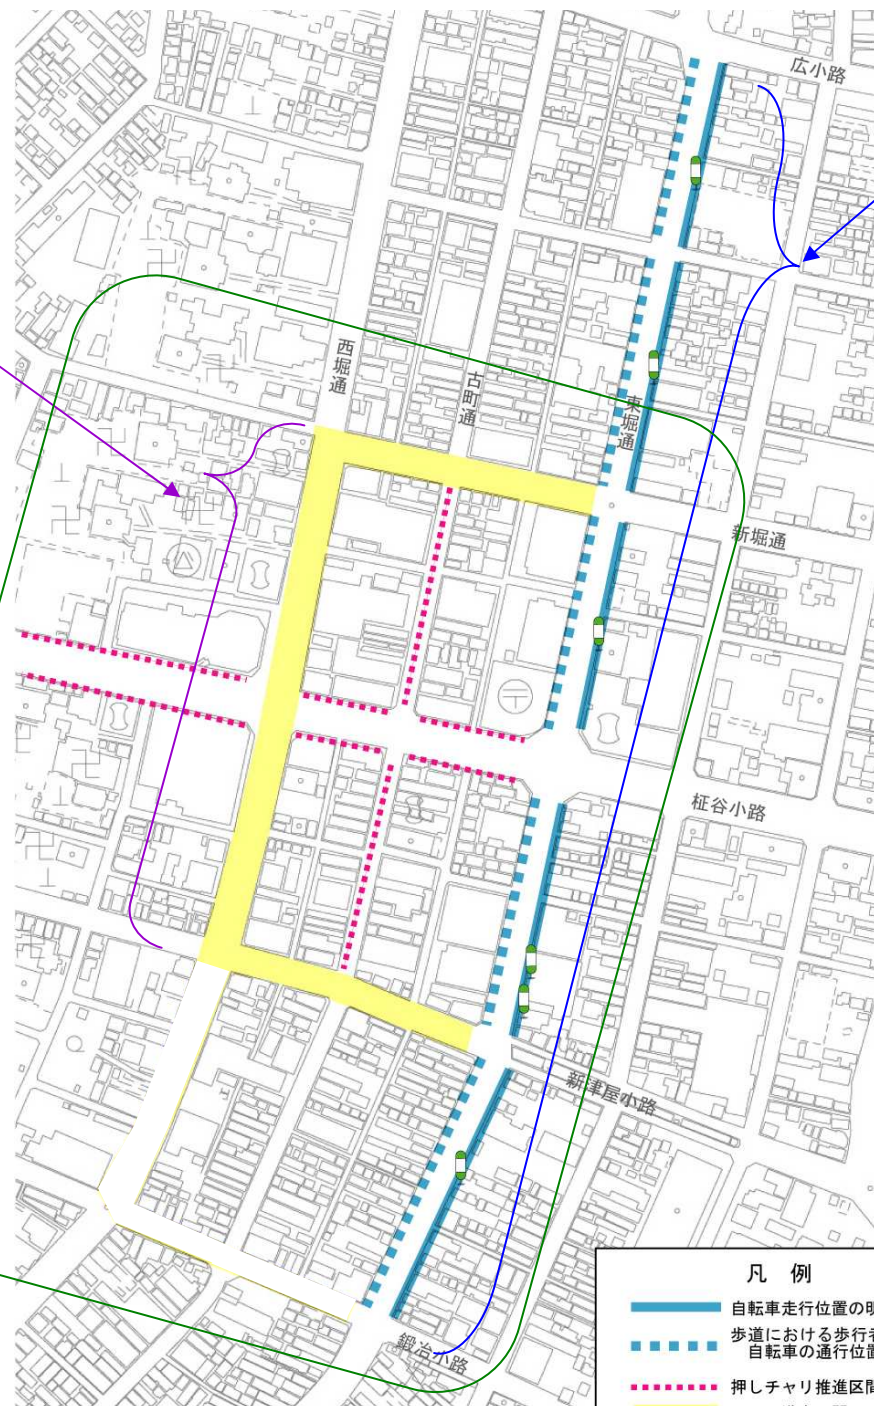 広小路
西堀通
古町通
東堀通
新堀通
柾谷小路
新津屋小路
鍛冶小路
凡 例
自転車走行位置の明
歩道における歩行者
自転車の通行位置
押しチャリ推進区間